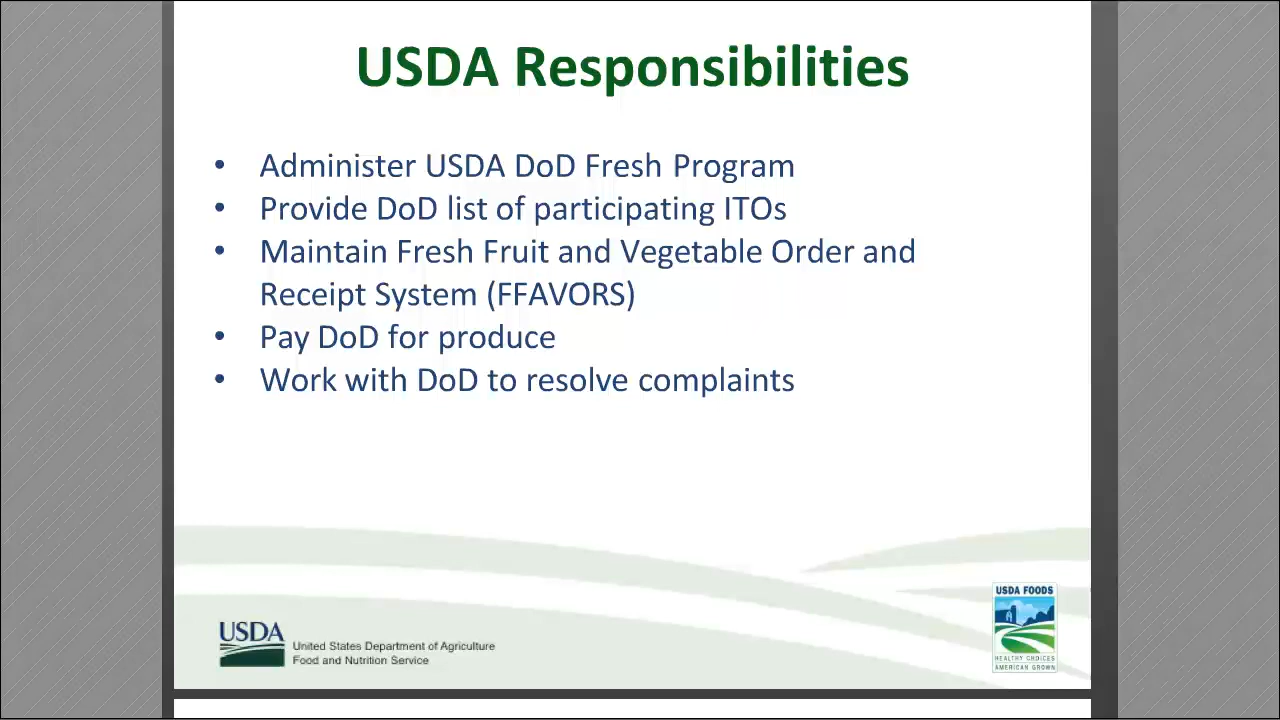 USDA Responsibilities
• Administer USDA DoD Fresh Program
• Provide DoD list of participating ITOs
• Maintain Fresh Fruit and Vegetable Order and
Receipt System (FFAVORS)
• Pay DoD for produce
• Work with DoD to resolve complaints
USDA
United States Department of Agriculture
Food and Nutrition Service
USDA FOODS
HEALTHY CHOICES
AMERICAN GROWN